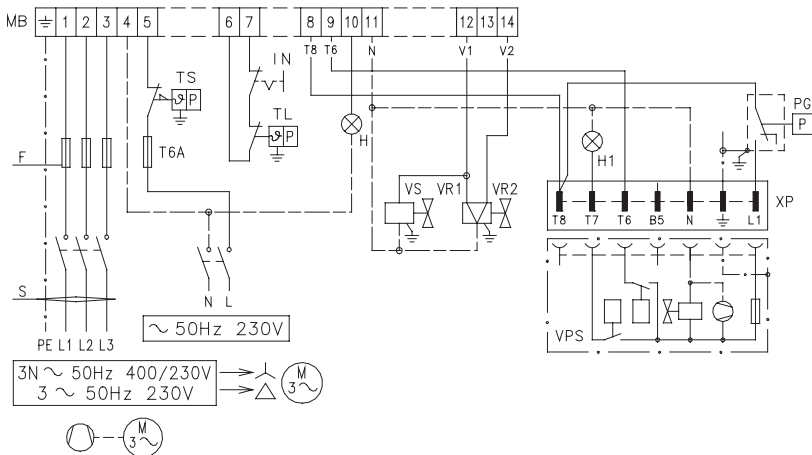 MB ⏚ 1 2 3 4 5 6 7 8 9 10 11 12 13 14
T8 T6 N V1 V2
IN
TS
ϑ P
PG
P
TL
ϑ P
H
F
T6A
H1
VS VR1 VR2
XP
T8 T7 T6 B5 N ⏚ L1
S
N L
VPS
PE L1 L2 L3
~ 50Hz 230V
3N ~ 50Hz 400/230V
3 ~ 50Hz 230V
M
3~
M
3~